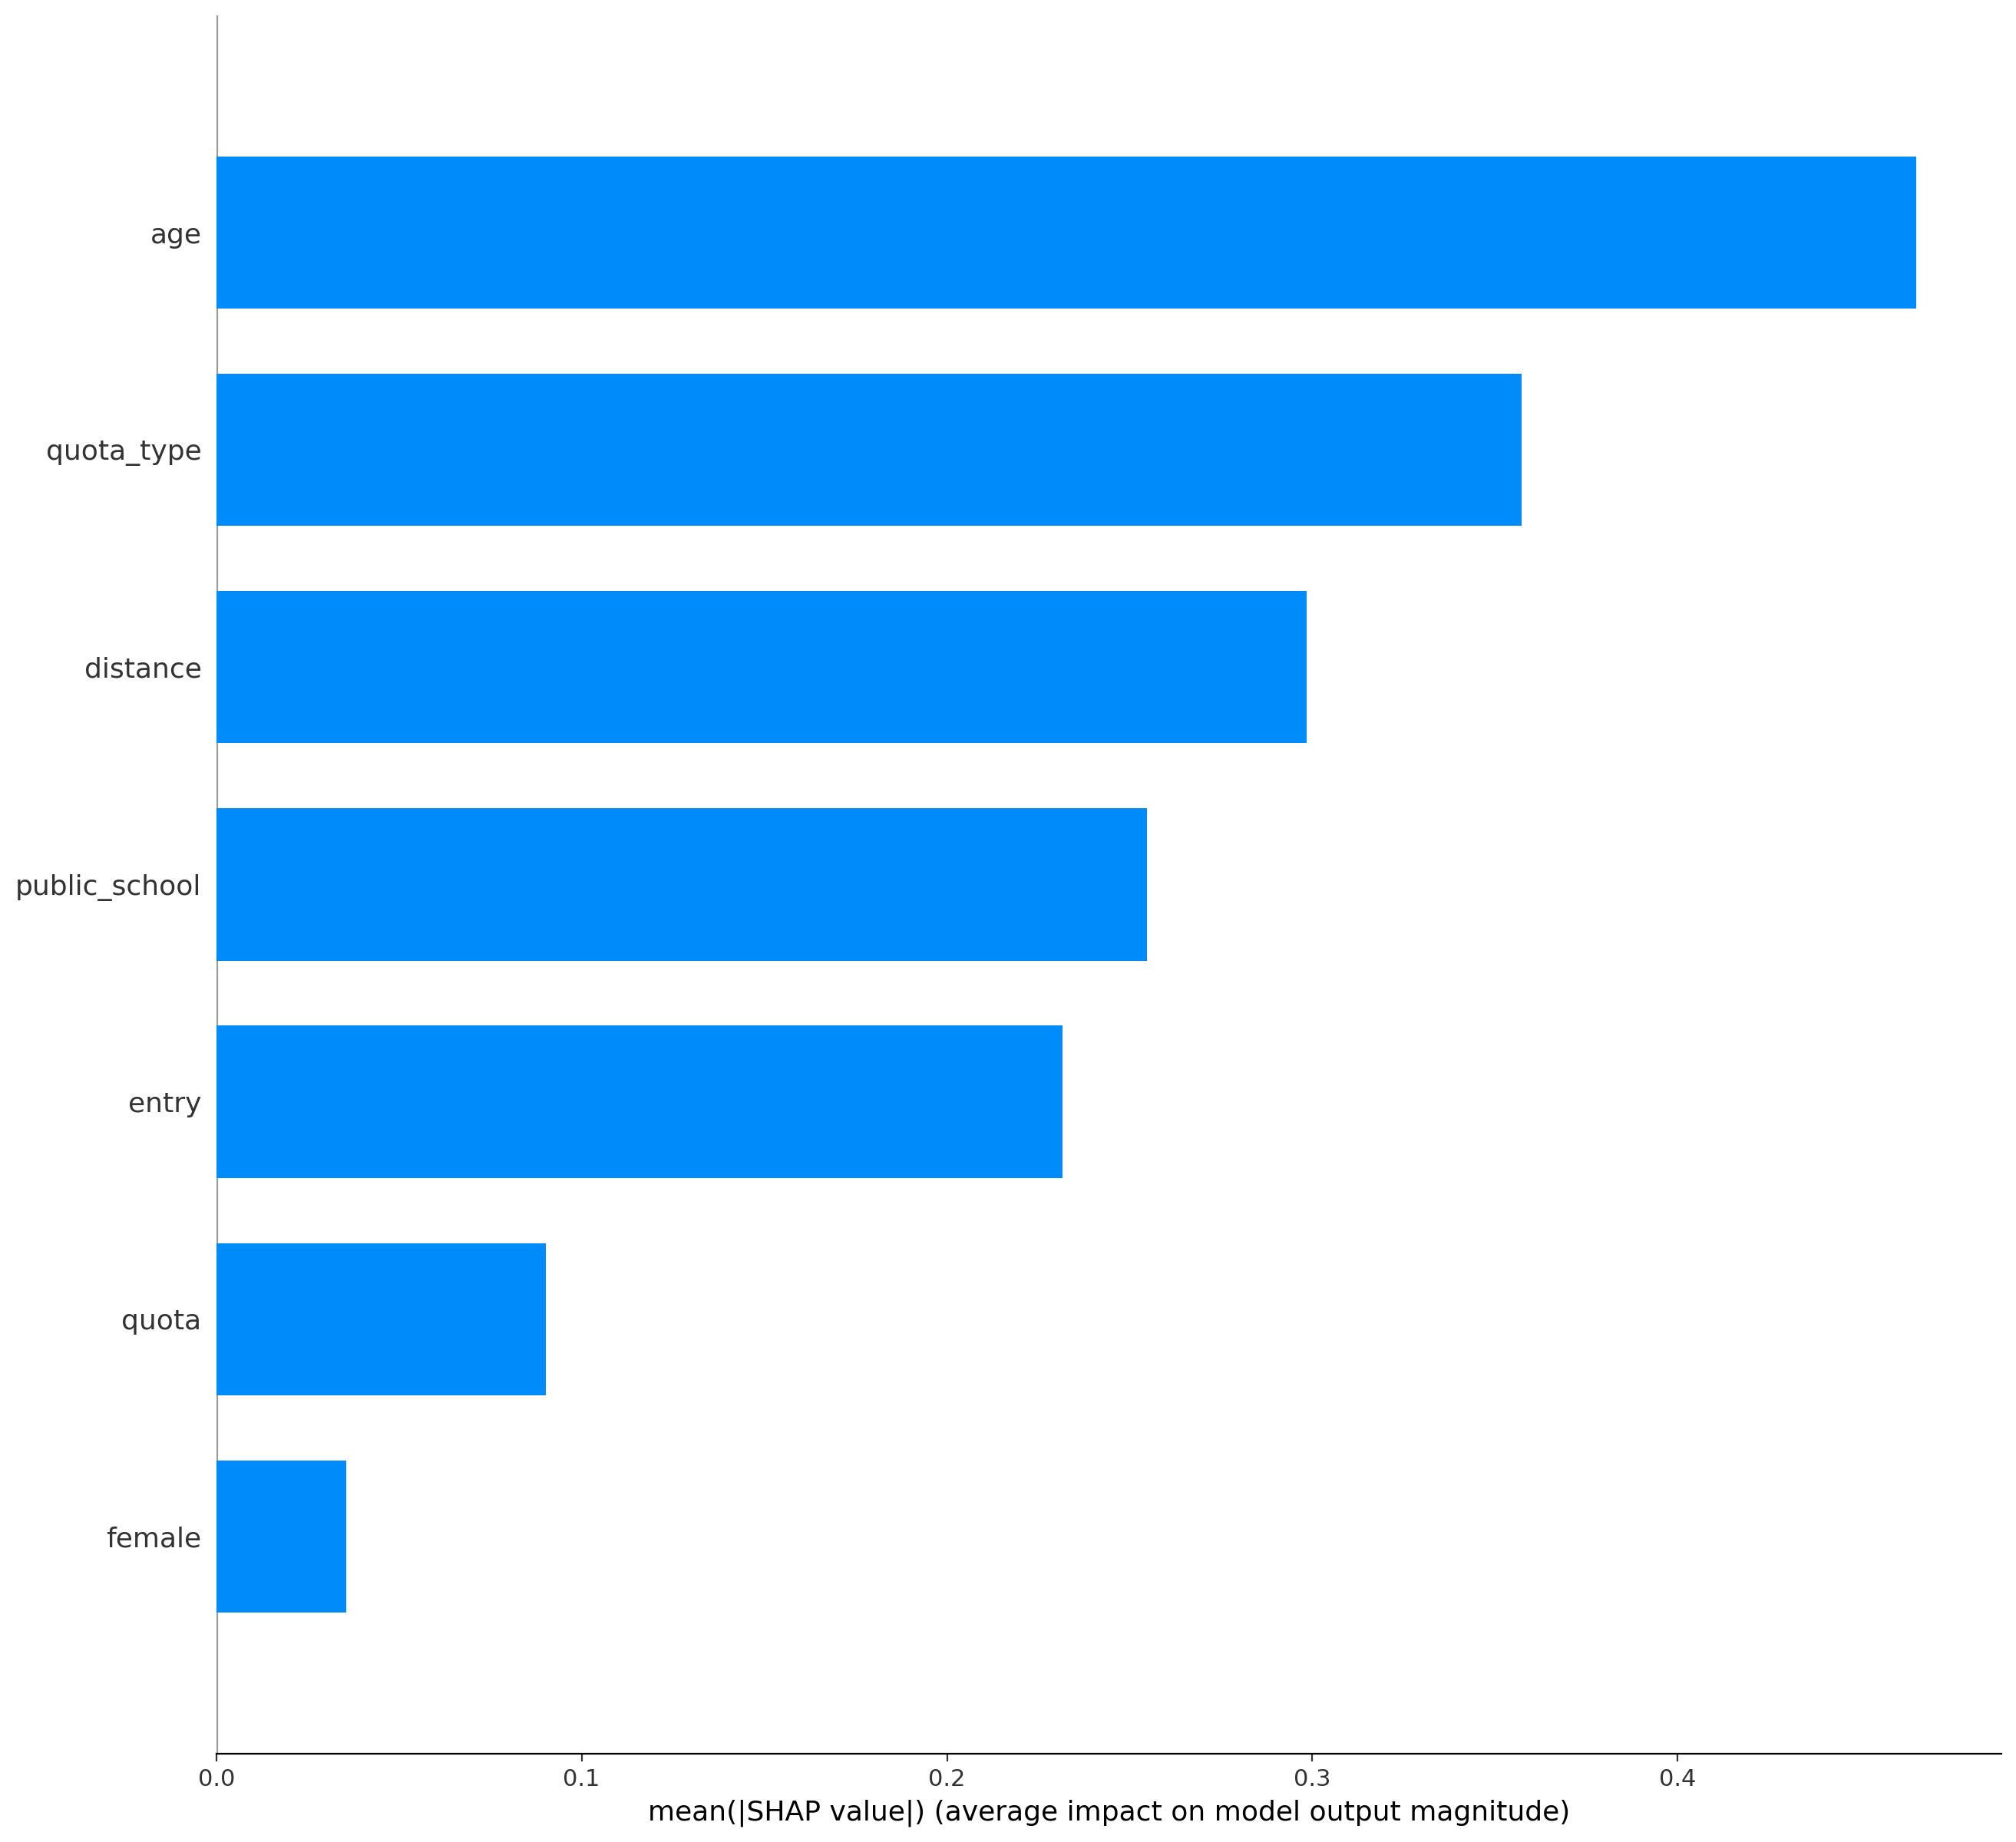 age
quota_type
distance
public_school
entry
quota
female
0.0 0.1 0.2 0.3 0.4
mean(|SHAP value|) (average impact on model output magnitude)